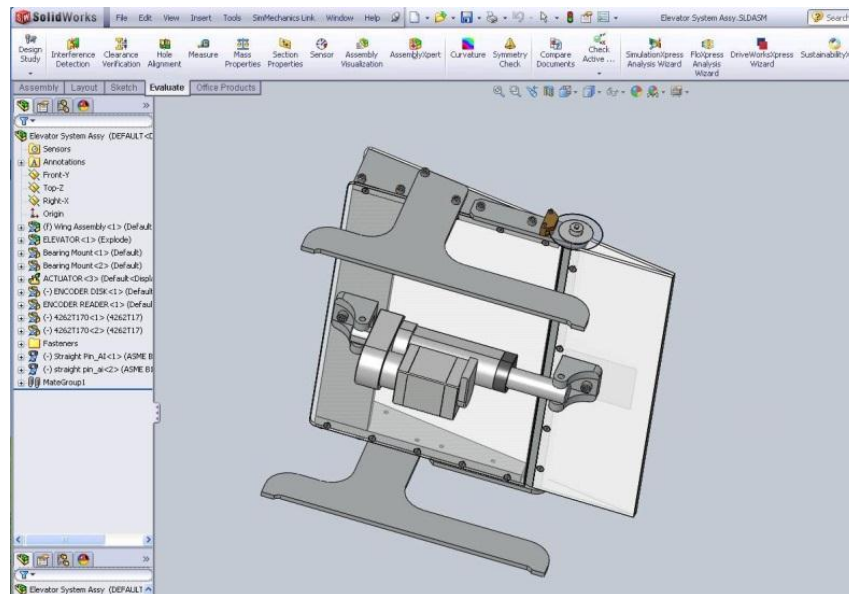 SolidWorks File Edit View Insert Tools SimMechanics Link Window Help Elevator System Assy.SLDASM Search
Design Study Interference Detection Clearance Verification Hole Alignment Measure Mass Properties Section Properties Sensor Assembly Visualization AssemblyXpert Curvature Symmetry Check Compare Documents Check Active ... SimulationXpress Analysis Wizard FloXpress Analysis Wizard DriveWorksXpress Wizard SustainabilityX
Assembly Layout Sketch Evaluate Office Products
Elevator System Assy (DEFAULT<D
Sensors
Annotations
Front-Y
Top-Z
Right-X
Origin
(f) Wing Assembly<1> (Default
ELEVATOR<1> (Explode)
Bearing Mount<1> (Default)
Bearing Mount<2> (Default)
ACTUATOR<3> (Default<Displ
(-) ENCODER DISK<1> (Defaul
ENCODER READER<1> (Defaul
(-) 4262T170<1> (4262T17)
(-) 4262T170<2> (4262T17)
Fasteners
(-) Straight Pin_AI<1> (ASME B
(-) straight pin_ai<2> (ASME B1
MateGroup1
Elevator System Assy (DEFAULT